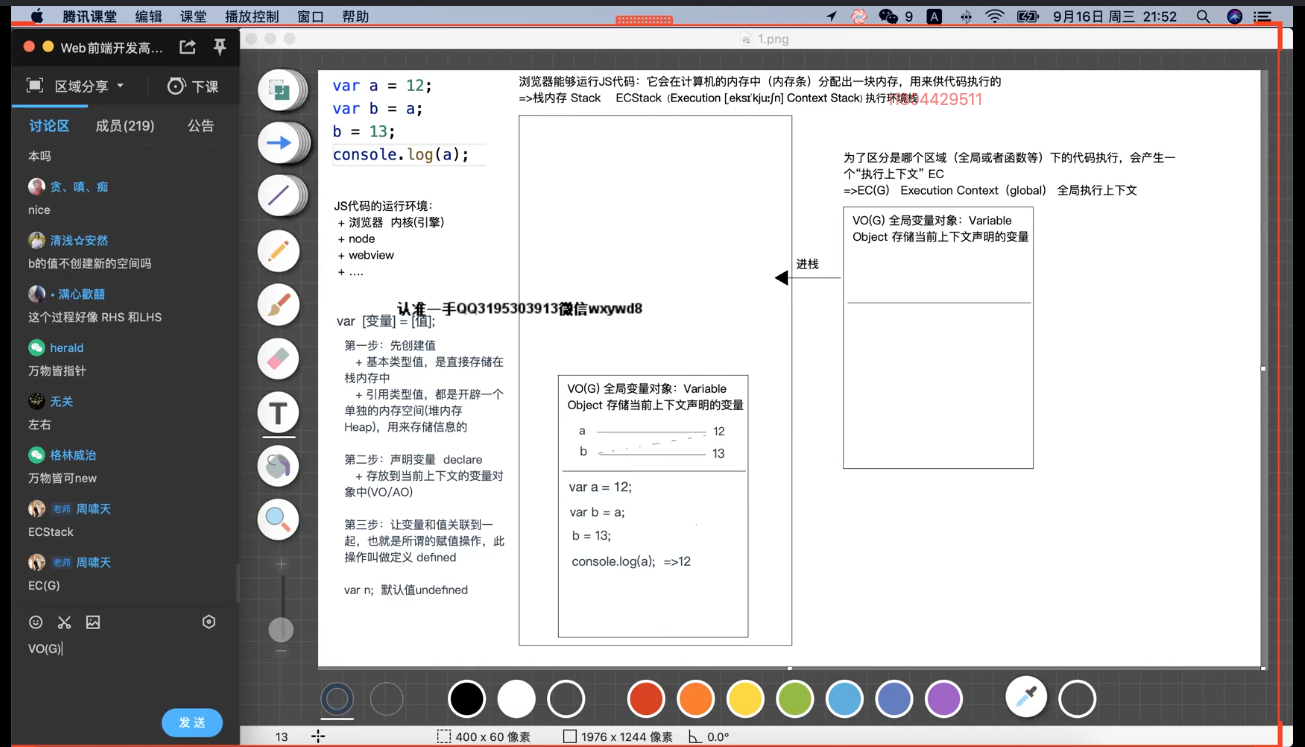 腾讯课堂 编辑 课堂 播放控制 窗口 帮助
9 A 9月16日 周三 21:52
Web前端开发高...
1.png
区域分享 下课
讨论区 成员(219) 公告
本吗
贪、嗔、痴
nice
清浅☆安然
b的值不创建新的空间吗
•满心歡囍
这个过程好像 RHS 和LHS
herald
万物皆指针
无关
左右
格林威治
万物皆可new
老师 周啸天
ECStack
老师 周啸天
EC(G)
VO(G)
发 送
var a = 12;
var b = a;
b = 13;
console.log(a);
JS代码的运行环境：
+ 浏览器 内核(引擎)
+ node
+ webview
+ ....
认准一手QQ3195303913微信wxywd8
var [变量] = [值];
第一步：先创建值
+ 基本类型值，是直接存储在
栈内存中
+ 引用类型值，都是开辟一个
单独的内存空间(堆内存
Heap)，用来存储信息的
第二步：声明变量 declare
+ 存放到当前上下文的变量对
象中(VO/AO)
第三步：让变量和值关联到一
起，也就是所谓的赋值操作，此
操作叫做定义 defined
var n; 默认值undefined
浏览器能够运行JS代码：它会在计算机的内存中（内存条）分配出一块内存，用来供代码执行的
=>栈内存 Stack ECStack（Execution [ˌeksɪˈkjuːʃn] Context Stack) 执行环境栈
为了区分是哪个区域（全局或者函数等）下的代码执行，会产生一
个“执行上下文” EC
=>EC(G) Execution Context（global） 全局执行上下文
VO(G) 全局变量对象：Variable
Object 存储当前上下文声明的变量
进栈
VO(G) 全局变量对象：Variable
Object 存储当前上下文声明的变量
a 12
b 13
var a = 12;
var b = a;
b = 13;
console.log(a); =>12
13 400 x 60 像素 1976 x 1244 像素 0.0°